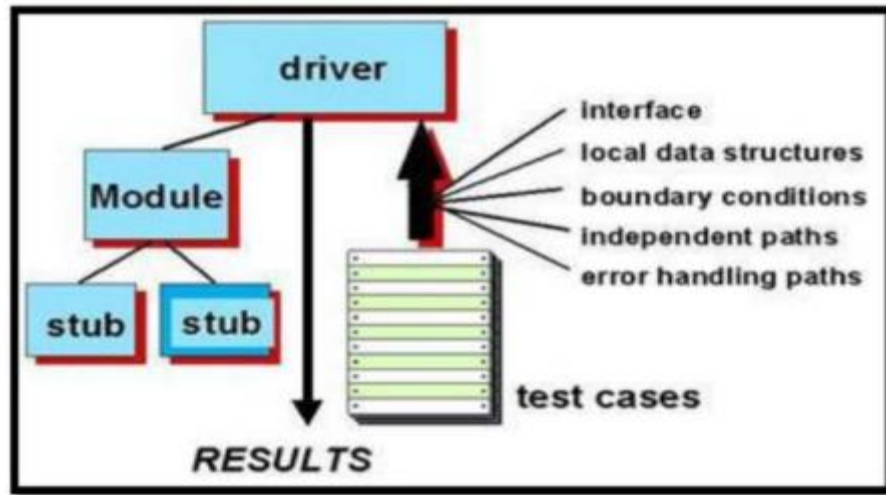 driver
interface
local data structures
Module
boundary conditions
independent paths
error handling paths
stub
stub
test cases
RESULTS